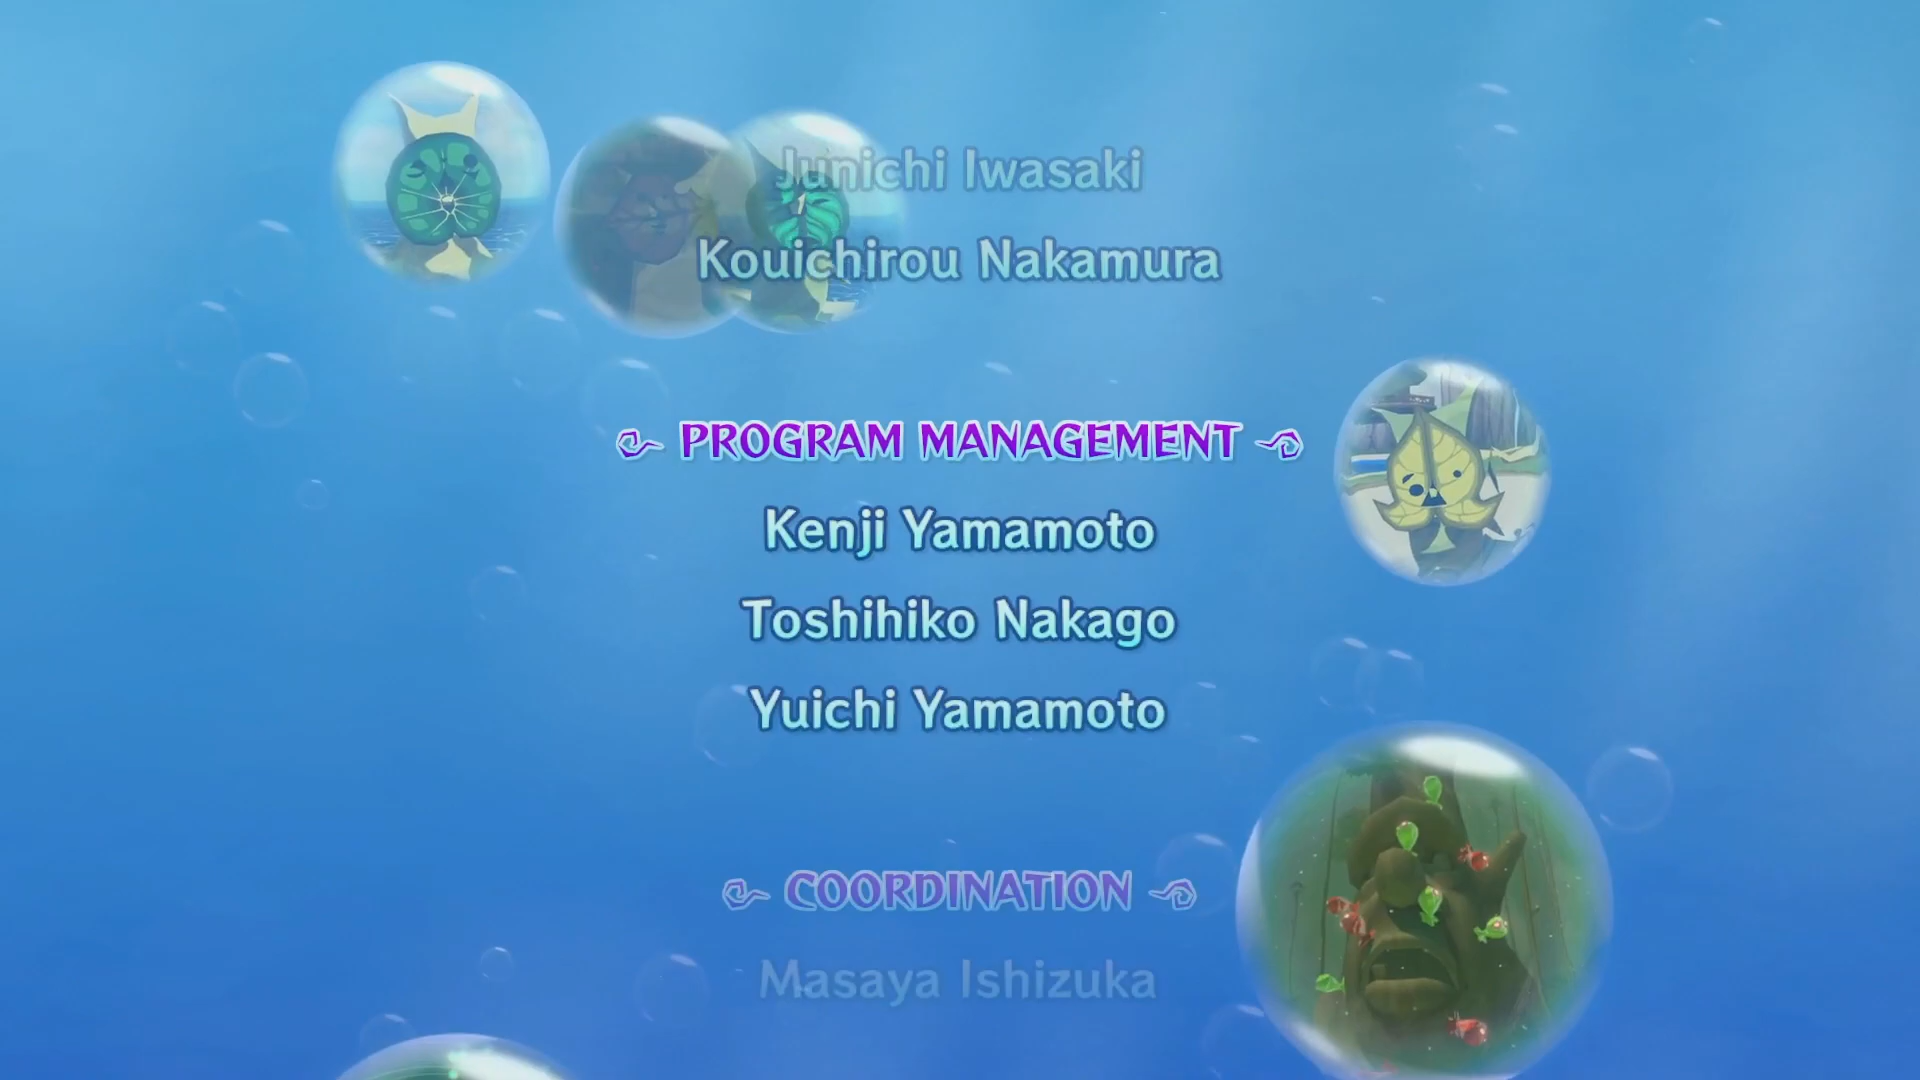 Junichi Iwasaki
Kouichirou Nakamura
PROGRAM MANAGEMENT
Kenji Yamamoto
Toshihiko Nakago
Yuichi Yamamoto
COORDINATION
Masaya Ishizuka